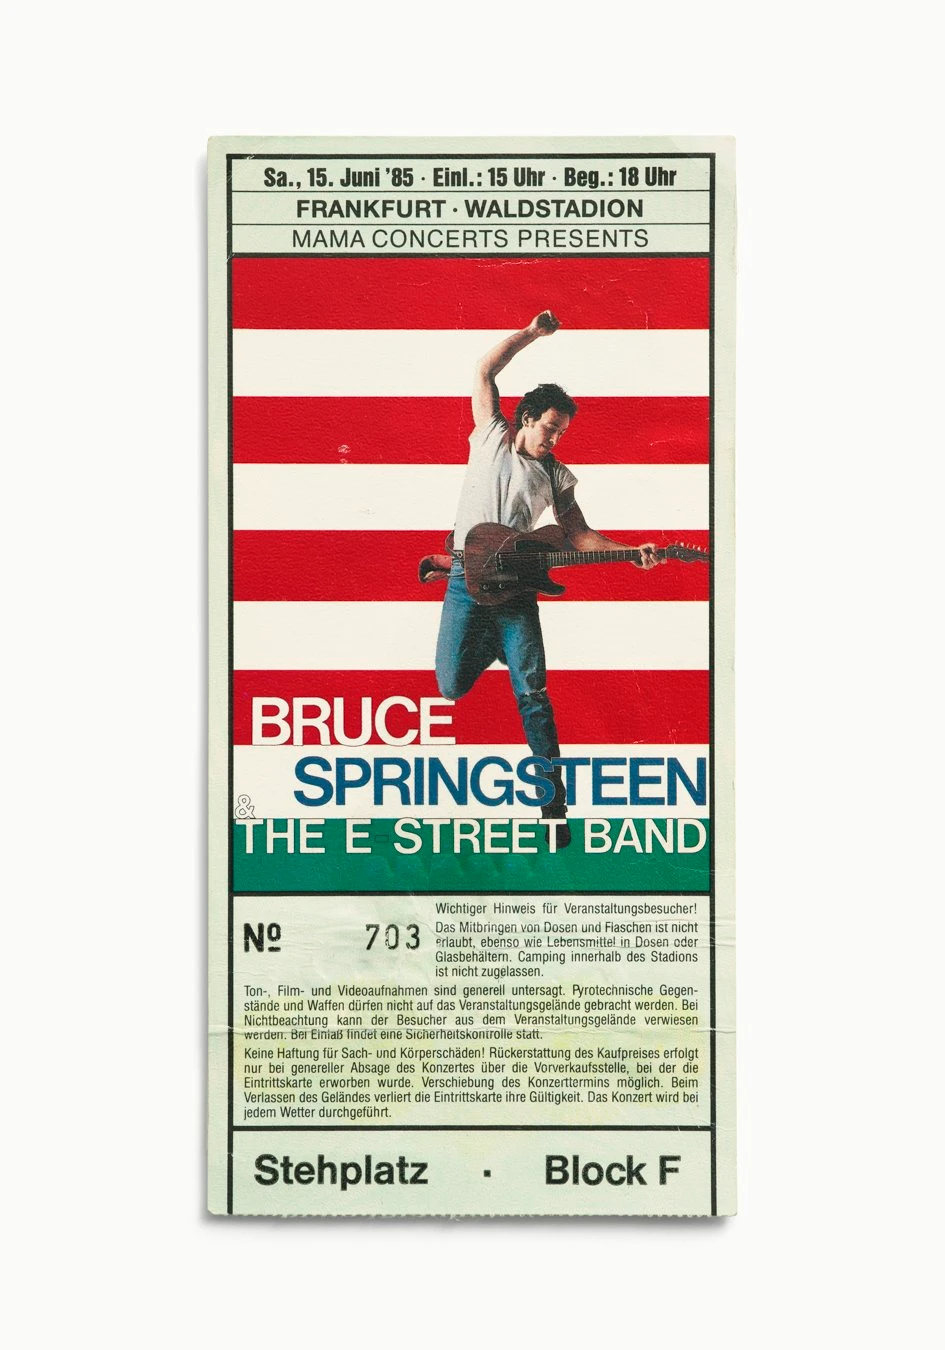 Sa., 15. Juni '85 · Einl.: 15 Uhr · Beg.: 18 Uhr
FRANKFURT · WALDSTADION
MAMA CONCERTS PRESENTS
BRUCE
SPRINGSTEEN
&
THE E STREET BAND
Nº 703
Wichtiger Hinweis für Veranstaltungsbesucher!
Das Mitbringen von Dosen und Flaschen ist nicht
erlaubt, ebenso wie Lebensmittel in Dosen oder
Glasbehältern. Camping innerhalb des Stadions
ist nicht zugelassen.
Ton-, Film- und Videoaufnahmen sind generell untersagt. Pyrotechnische Gegen-
stände und Waffen dürfen nicht auf das Veranstaltungsgelände gebracht werden. Bei
Nichtbeachtung kann der Besucher aus dem Veranstaltungsgelände verwiesen
werden. Bei Einlaß findet eine Sicherheitskontrolle statt.
Keine Haftung für Sach- und Körperschäden! Rückerstattung des Kaufpreises erfolgt
nur bei genereller Absage des Konzertes über die Vorverkaufsstelle, bei der die
Eintrittskarte erworben wurde. Verschiebung des Konzerttermins möglich. Beim
Verlassen des Geländes verliert die Eintrittskarte ihre Gültigkeit. Das Konzert wird bei
jedem Wetter durchgeführt.
Stehplatz · Block F